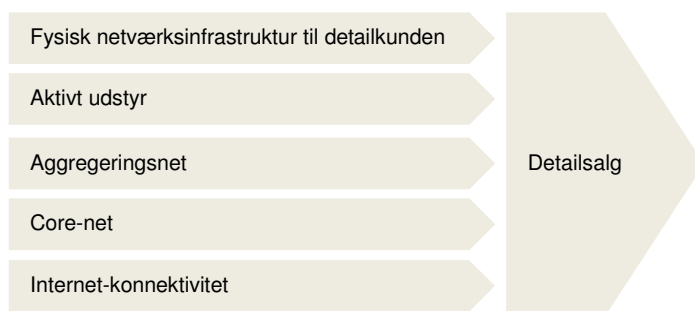 Fysisk netværksinfrastruktur til detailkunden
Aktivt udstyr
Aggregeringsnet
Detailsalg
Core-net
Internet-konnektivitet